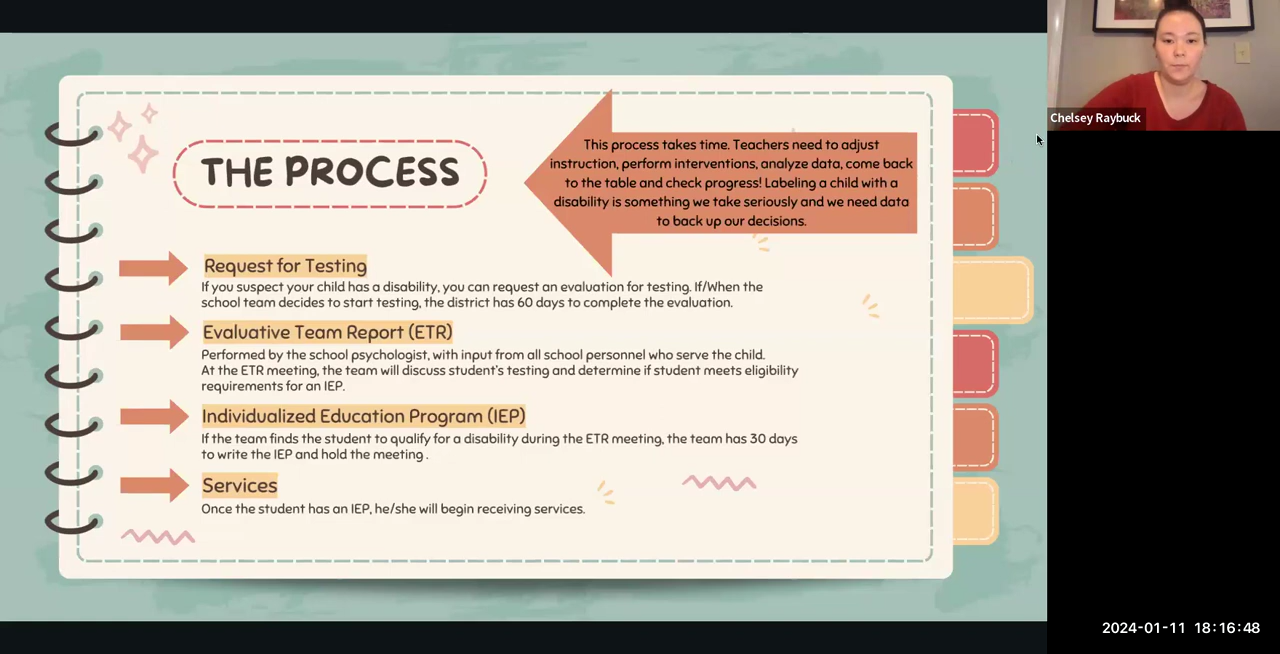 THE PROCESS
This process takes time. Teachers need to adjust
instruction, perform interventions, analyze data, come back
to the table and check progress! Labeling a child with a
disability is something we take seriously and we need data
to back up our decisions.
Request for Testing
If you suspect your child has a disability, you can request an evaluation for testing. If/When the
school team decides to start testing, the district has 60 days to complete the evaluation.
Evaluative Team Report (ETR)
Performed by the school psychologist, with input from all school personnel who serve the child.
At the ETR meeting, the team will discuss student's testing and determine if student meets eligibility
requirements for an IEP.
Individualized Education Program (IEP)
If the team finds the student to qualify for a disability during the ETR meeting, the team has 30 days
to write the IEP and hold the meeting .
Services
Once the student has an IEP, he/she will begin receiving services.
Chelsey Raybuck
2024-01-11 18:16:48